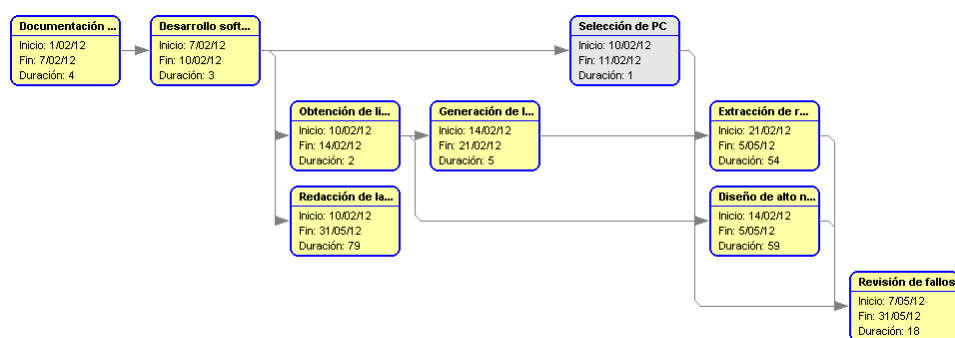 Documentación ...
Inicio: 1/02/12
Fin: 7/02/12
Duración: 4
Desarrollo soft...
Inicio: 7/02/12
Fin: 10/02/12
Duración: 3
Selección de PC
Inicio: 10/02/12
Fin: 11/02/12
Duración: 1
Obtención de li...
Inicio: 10/02/12
Fin: 14/02/12
Duración: 2
Generación de l...
Inicio: 14/02/12
Fin: 21/02/12
Duración: 5
Extracción de r...
Inicio: 21/02/12
Fin: 5/05/12
Duración: 54
Redacción de la...
Inicio: 10/02/12
Fin: 31/05/12
Duración: 79
Diseño de alto n...
Inicio: 14/02/12
Fin: 5/05/12
Duración: 59
Revisión de fallos
Inicio: 7/05/12
Fin: 31/05/12
Duración: 18